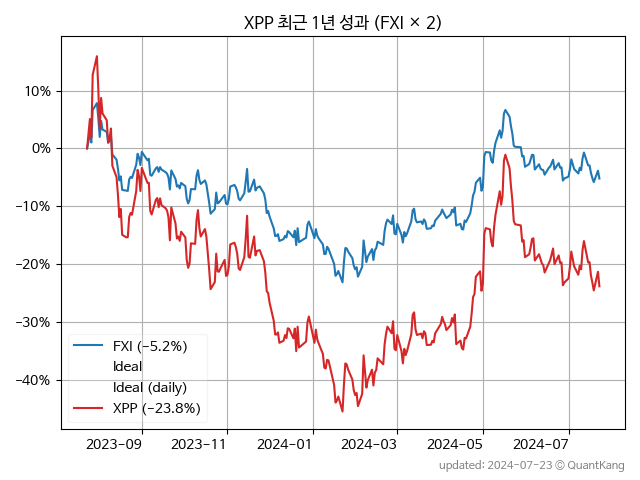 XPP 최근 1년 성과 (FXI × 2)
10%
0%
−10%
−20%
−30%
−40%
FXI (−5.2%)
Ideal
Ideal (daily)
XPP (−23.8%)
2023-09
2023-11
2024-01
2024-03
2024-05
2024-07
updated: 2024-07-23 © QuantKang